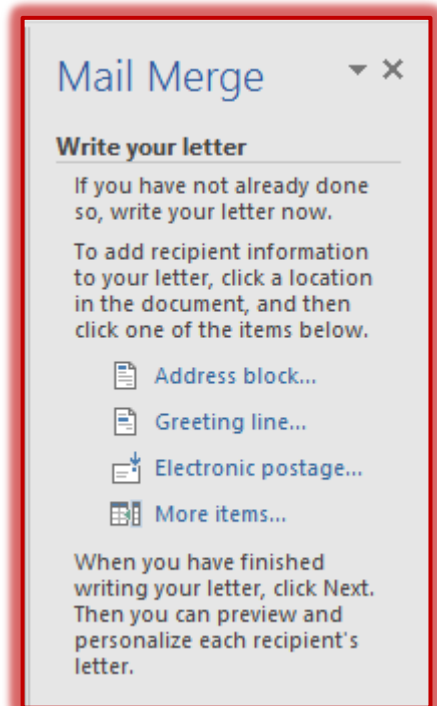 Mail Merge
Write your letter
If you have not already done
so, write your letter now.
To add recipient information
to your letter, click a location
in the document, and then
click one of the items below.
Address block...
Greeting line...
Electronic postage...
More items...
When you have finished
writing your letter, click Next.
Then you can preview and
personalize each recipient's
letter.